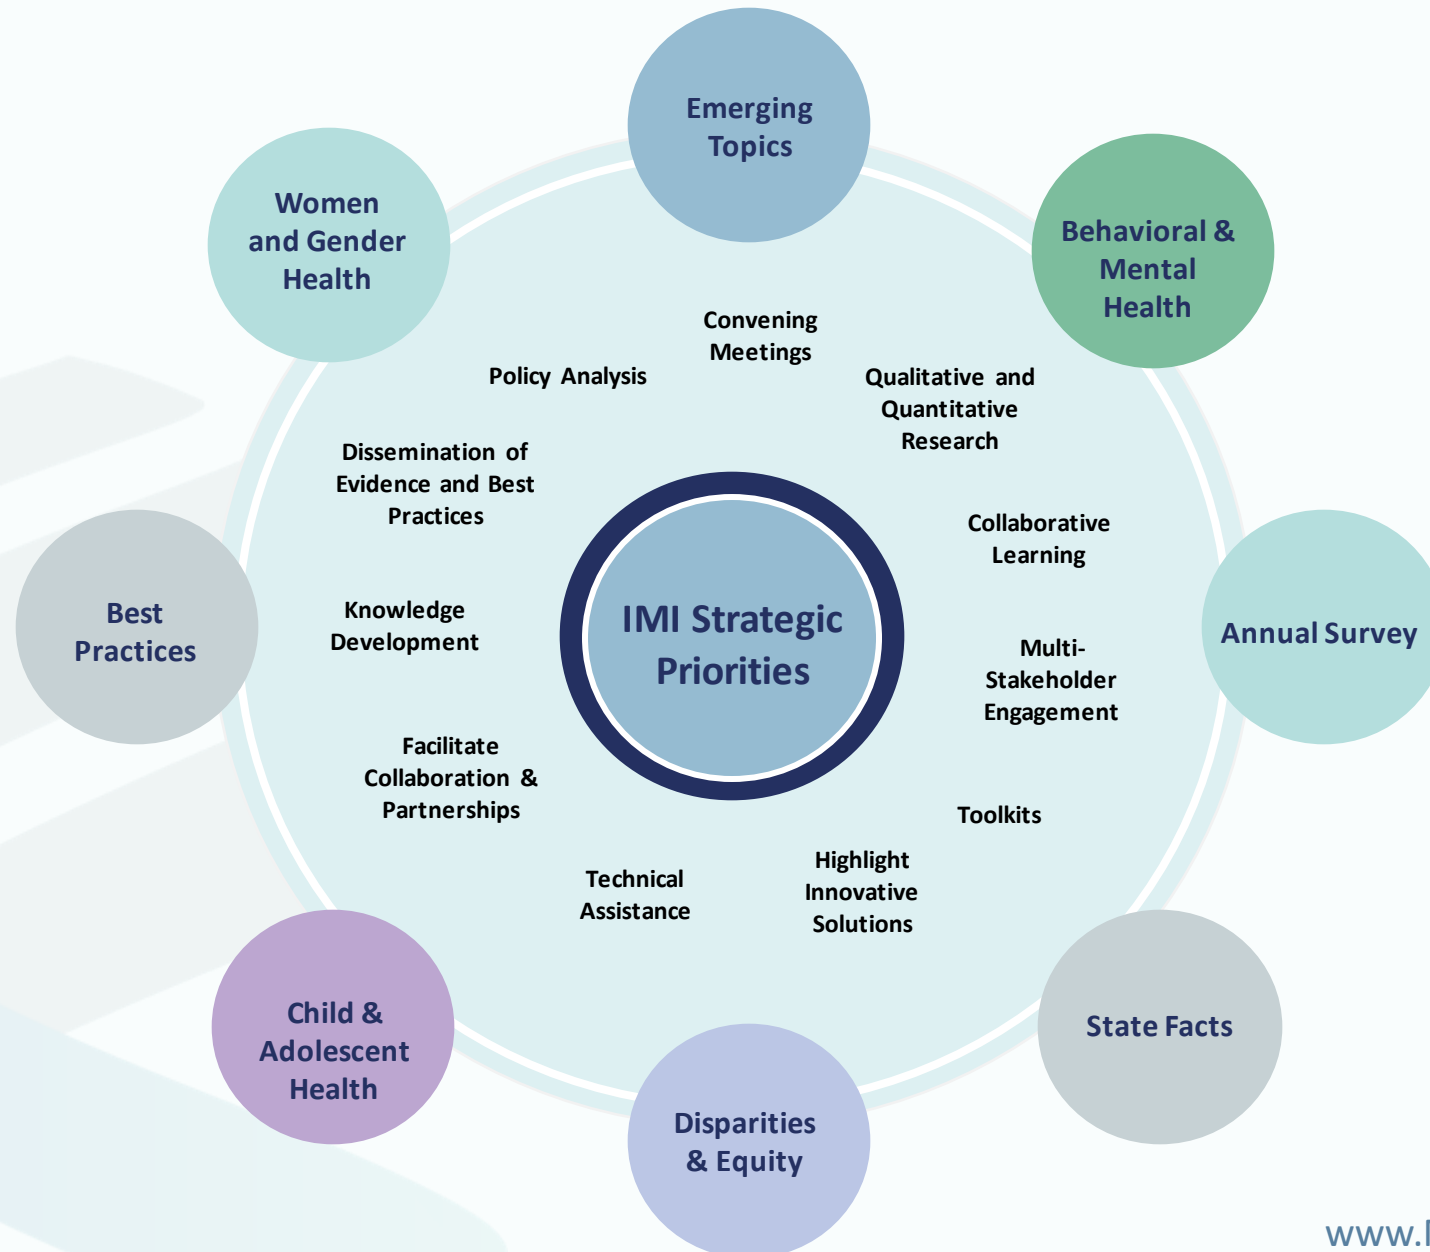 Emerging
Topics
Women
and Gender
Health
Behavioral &
Mental
Health
Convening
Meetings
Policy Analysis
Qualitative and
Quantitative
Research
Dissemination of
Evidence and Best
Practices
Collaborative
Learning
Best
Practices
Knowledge
Development
IMI Strategic
Priorities
Annual Survey
Multi-
Stakeholder
Engagement
Facilitate
Collaboration &
Partnerships
Toolkits
Highlight
Innovative
Solutions
Technical
Assistance
Child &
Adolescent
Health
State Facts
Disparities
& Equity
www.